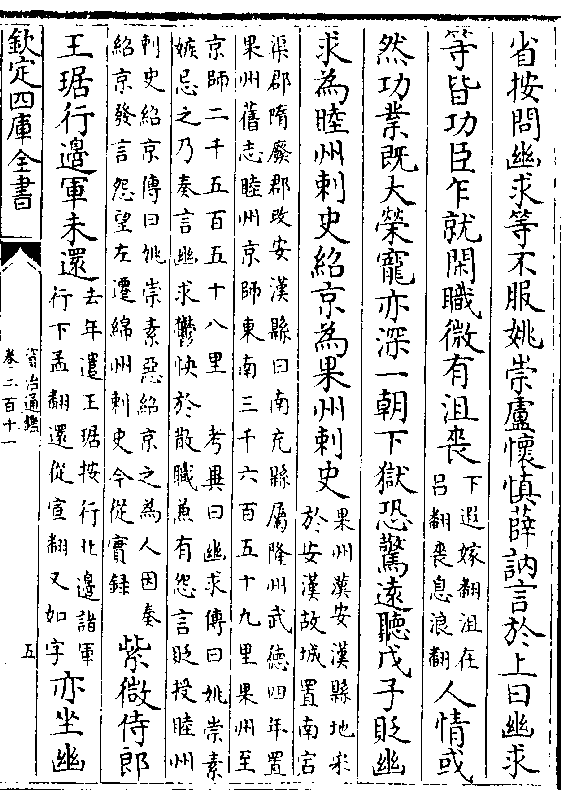 省按問幽求等不服姚崇盧懷慎薛訥言於上曰幽求
等皆功臣乍就閑職微有沮喪
下遐嫁翻沮在
呂翻喪息浪翻
人情或
然功業既大榮寵亦深一朝下獄恐驚遠聽戊子貶幽
求為睦州刺史紹京為果州刺史
果州漢安漢縣地宋
於安漢故城置南宕
渠郡隋廢郡改安漢縣曰南充縣屬隆州武德四年置
果州舊志睦州京師東南三千六百五十九里果州至
京師二千五百五十八里 考異曰幽求傳曰姚崇素
嫉忌之乃奏言幽求鬱怏於散職兼有怨言貶授睦州
刺史紹京傳曰姚崇素惡紹京之為人因奏
紹京發言怨望左遷綿州刺史今從實錄
紫微侍郎
王琚行邊軍未還
去年遣王琚按行北邊諸軍
行下孟翻還從宣翻又如字
亦坐幽
欽定四庫全書
資治通鑑
卷二百十一
五